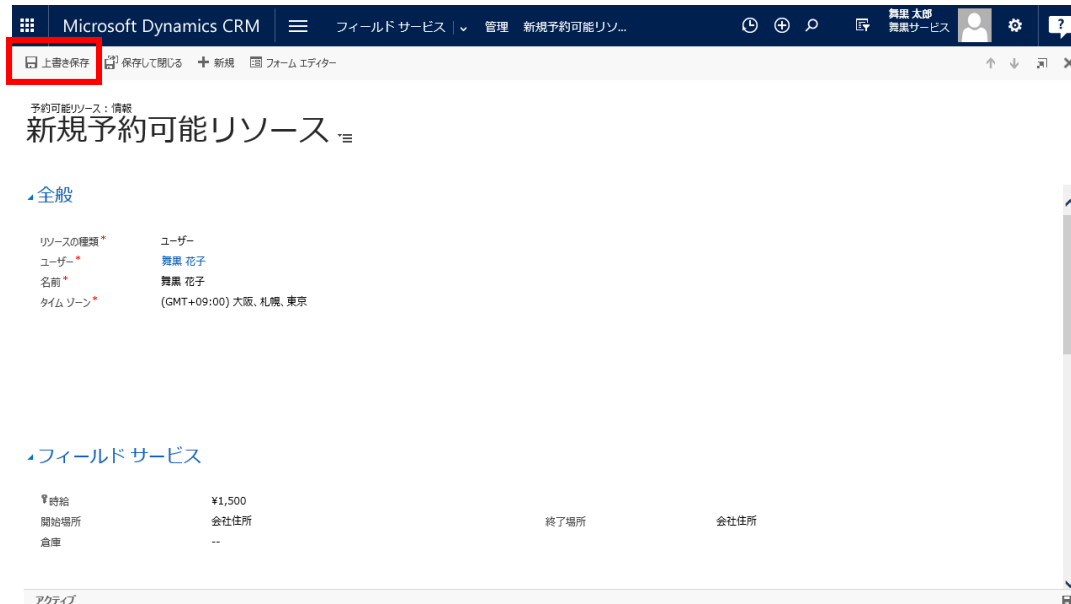 Microsoft Dynamics CRM フィールド サービス 管理 新規予約可能リソ... 舞黒 太郎
舞黒サービス ?
上書き保存 保存して閉じる 新規 フォーム エディター
予約可能リソース : 情報
新規予約可能リソース
全般
リソースの種類* ユーザー
ユーザー* 舞黒 花子
名前* 舞黒 花子
タイム ゾーン* (GMT+09:00) 大阪、札幌、東京
フィールド サービス
時給 ¥1,500
開始場所 会社住所 終了場所 会社住所
倉庫 --
アクティブ